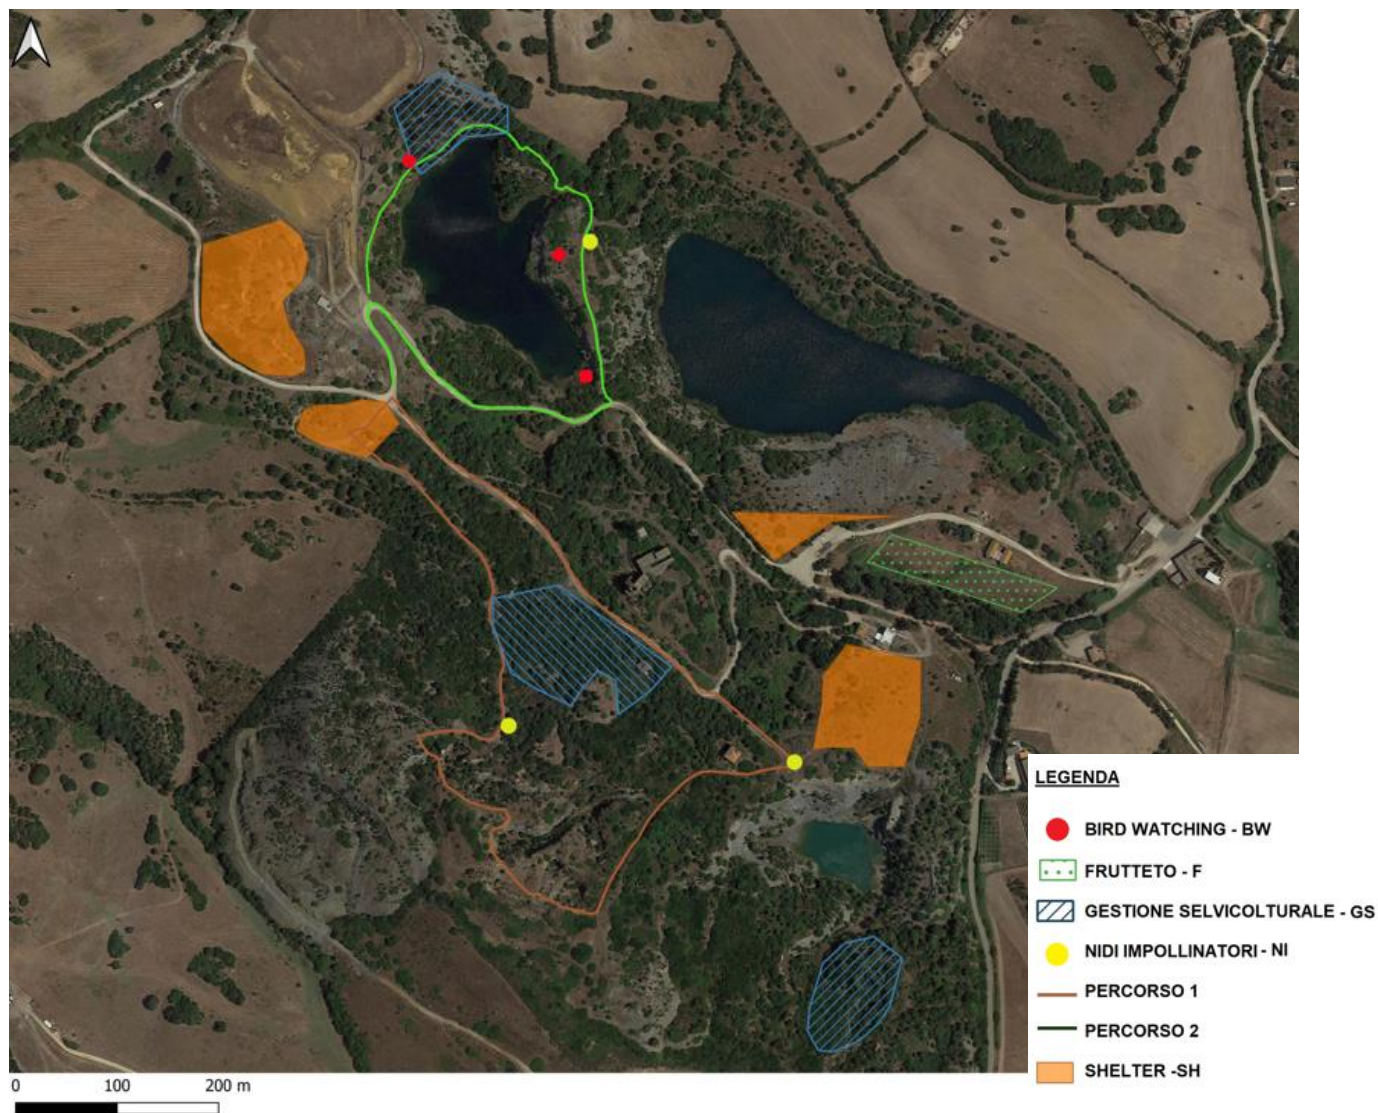 LEGENDA
BIRD WATCHING - BW
FRUTTETO - F
GESTIONE SELVICOLTURALE - GS
NIDI IMPOLLINATORI - NI
PERCORSO 1
PERCORSO 2
SHELTER -SH
0 100 200 m